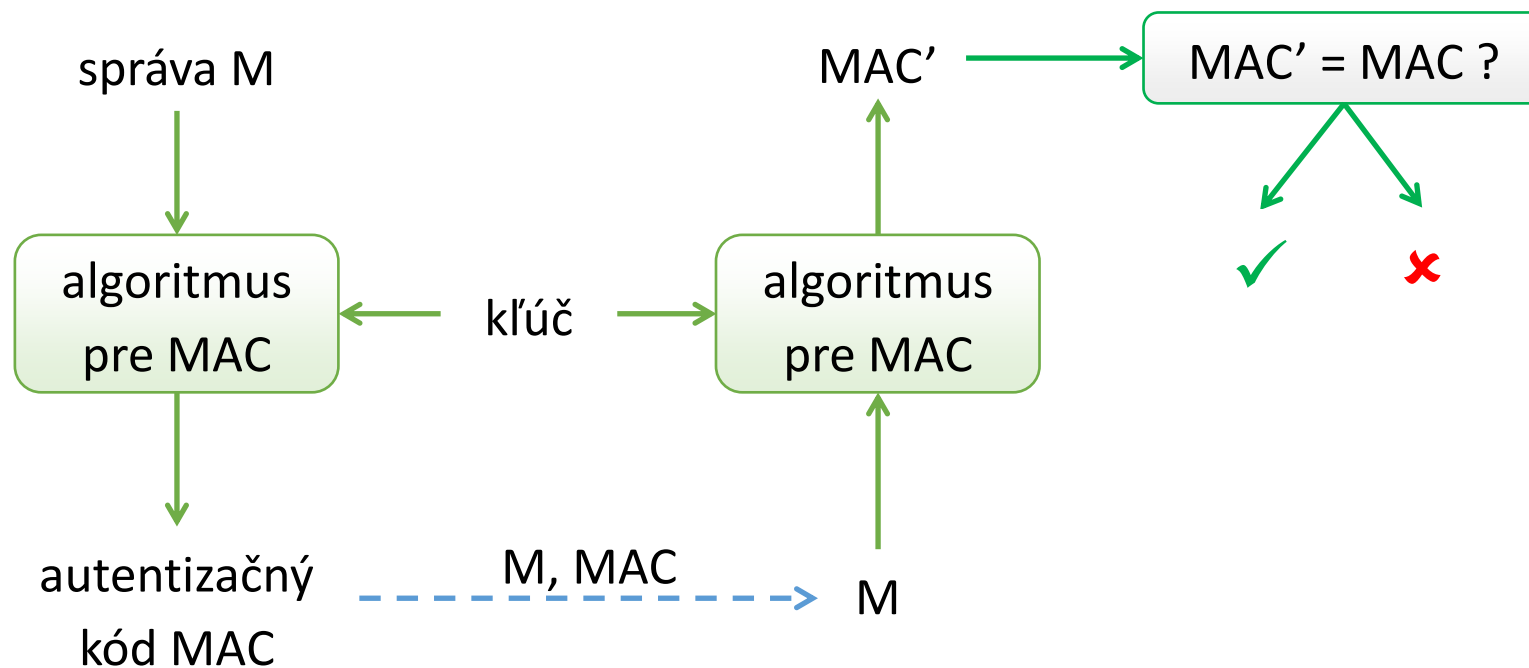 správa M
algoritmus
pre MAC
autentizačný
kód MAC
kľúč
M, MAC
M
algoritmus
pre MAC
MAC’
MAC’ = MAC ?